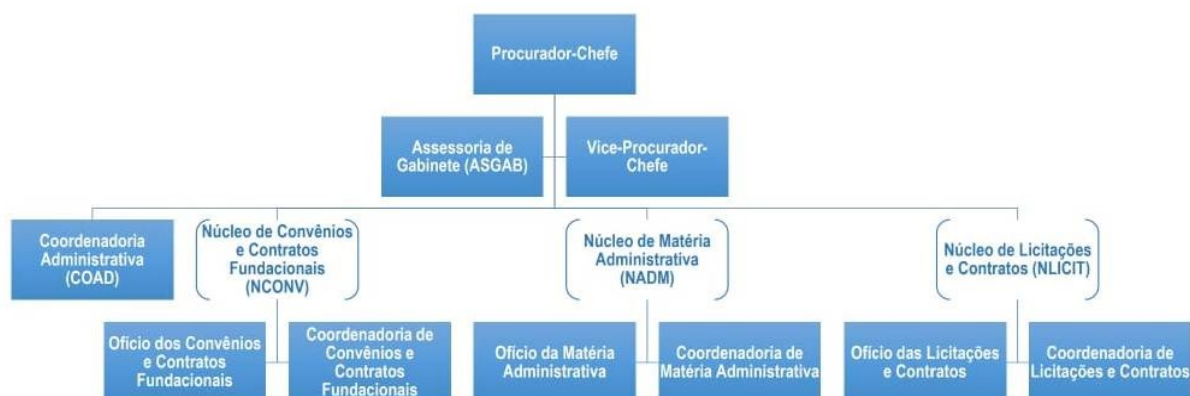 Procurador-Chefe
Assessoria de
Gabinete (ASGAB)
Vice-Procurador-
Chefe
Coordenadoria
Administrativa
(COAD)
Núcleo de Convênios
e Contratos
Fundacionais
(NCONV)
Núcleo de Matéria
Administrativa
(NADM)
Núcleo de Licitações
e Contratos (NLICIT)
Ofício dos Convênios
e Contratos
Fundacionais
Coordenadoria de
Convênios e
Contratos
Fundacionais
Ofício da Matéria
Administrativa
Coordenadoria de
Matéria Administrativa
Ofício das Licitações
e Contratos
Coordenadoria de
Licitações e Contratos